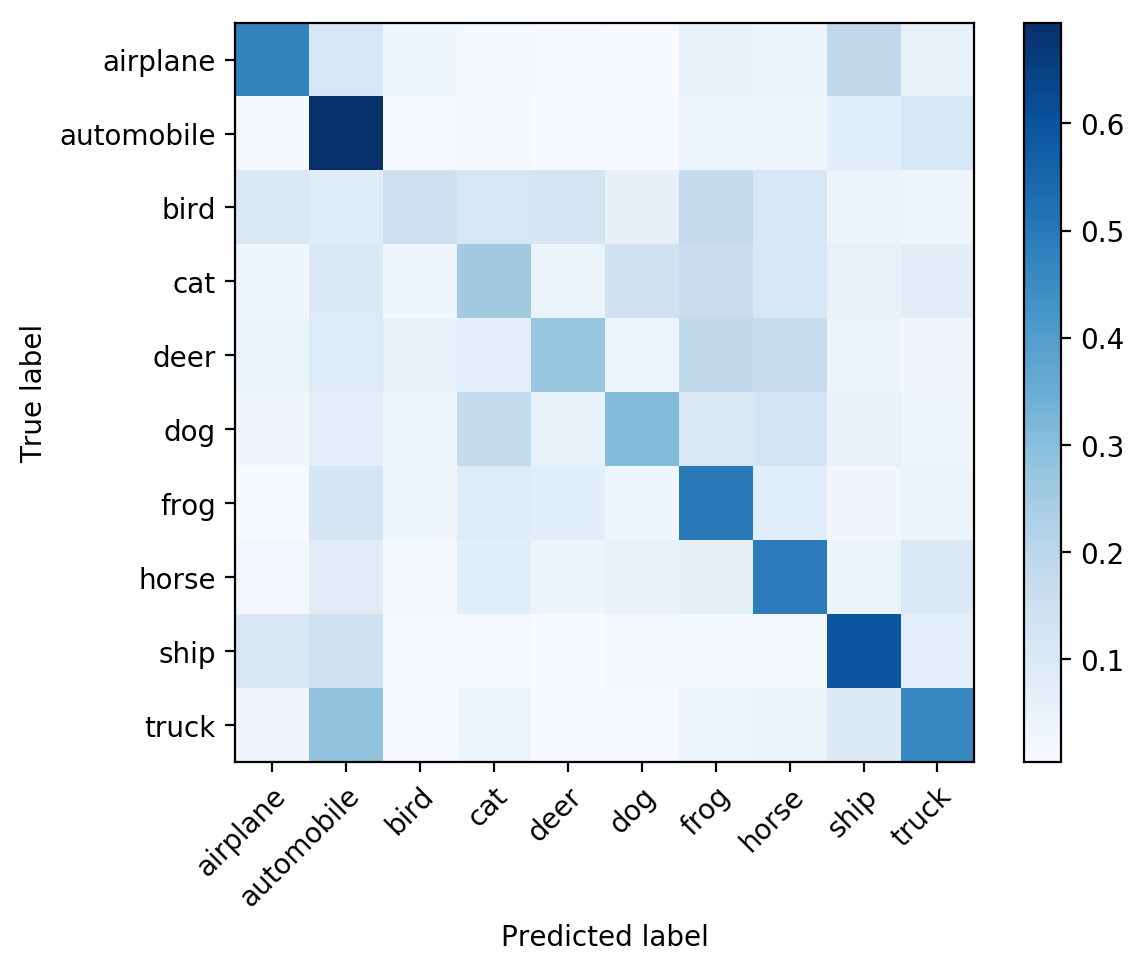 True label
airplane
automobile
bird
cat
deer
dog
frog
horse
ship
truck
airplane
automobile
bird
cat
deer
dog
frog
horse
ship
truck
Predicted label
0.6
0.5
0.4
0.3
0.2
0.1